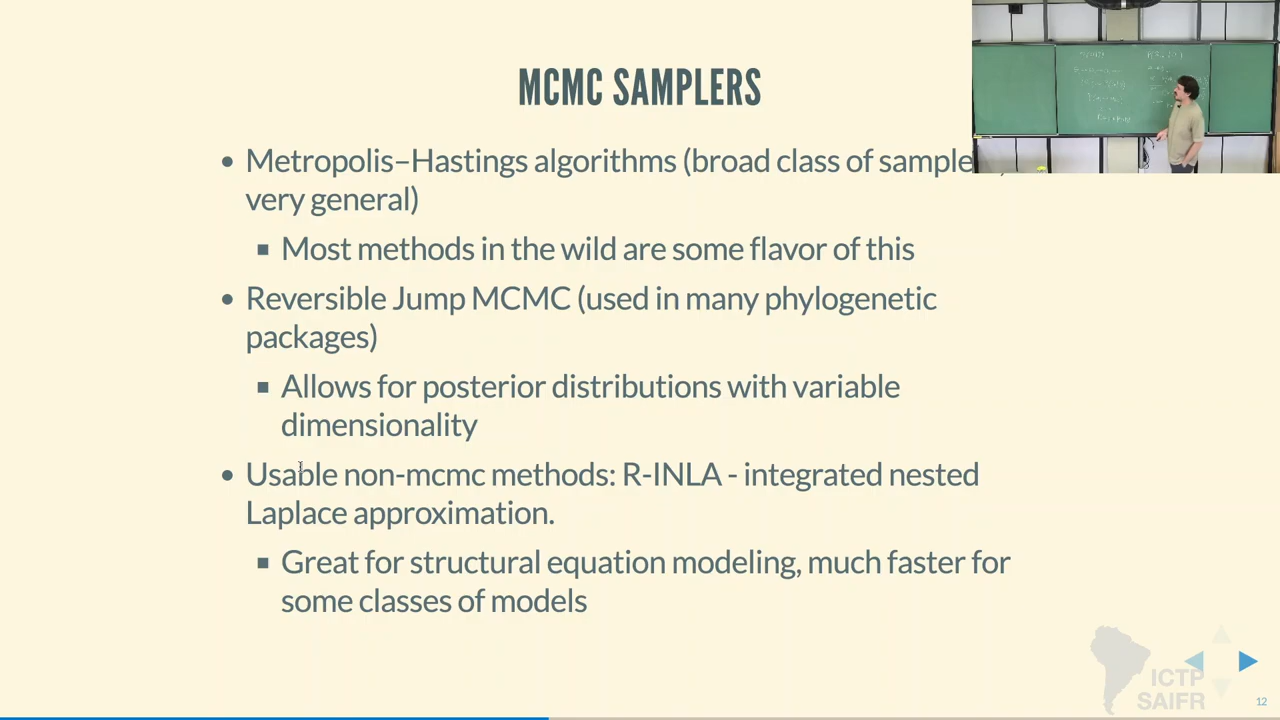 MCMC SAMPLERS
• Metropolis–Hastings algorithms (broad class of sample
very general)
▪ Most methods in the wild are some flavor of this
• Reversible Jump MCMC (used in many phylogenetic
packages)
▪ Allows for posterior distributions with variable
dimensionality
• Usable non-mcmc methods: R-INLA - integrated nested
Laplace approximation.
▪ Great for structural equation modeling, much faster for
some classes of models
ICTP
SAIFR
12